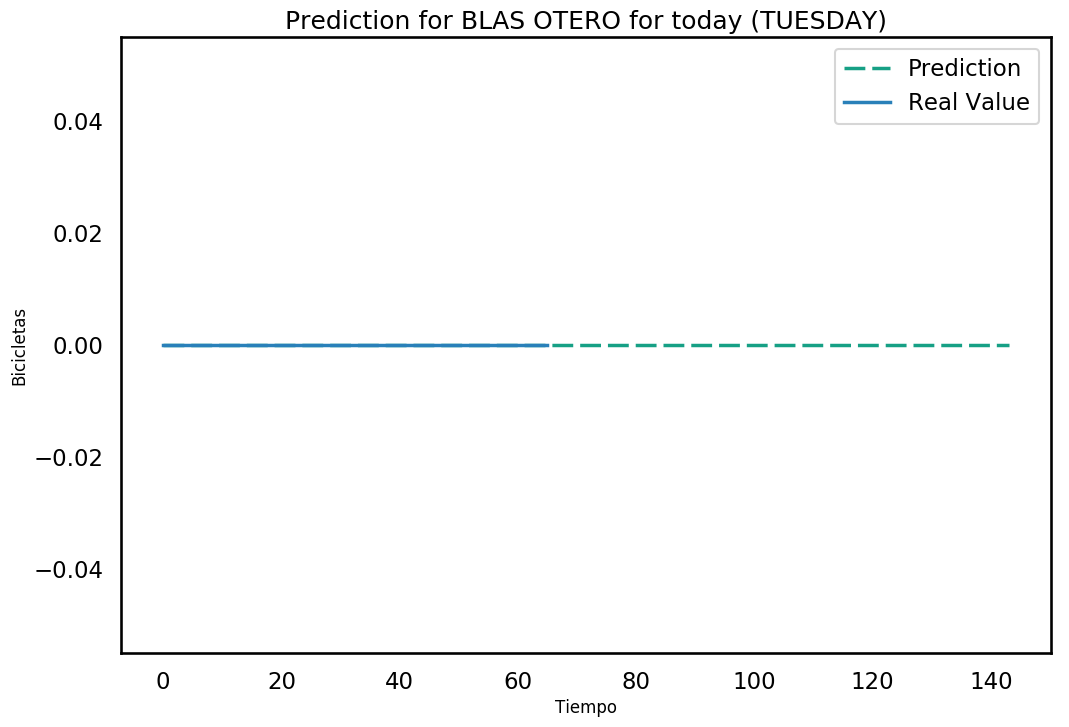 Prediction for BLAS OTERO for today (TUESDAY)
Prediction
Real Value
0.04
0.02
0.00
−0.02
−0.04
Bicicletas
0 20 40 60 80 100 120 140
Tiempo